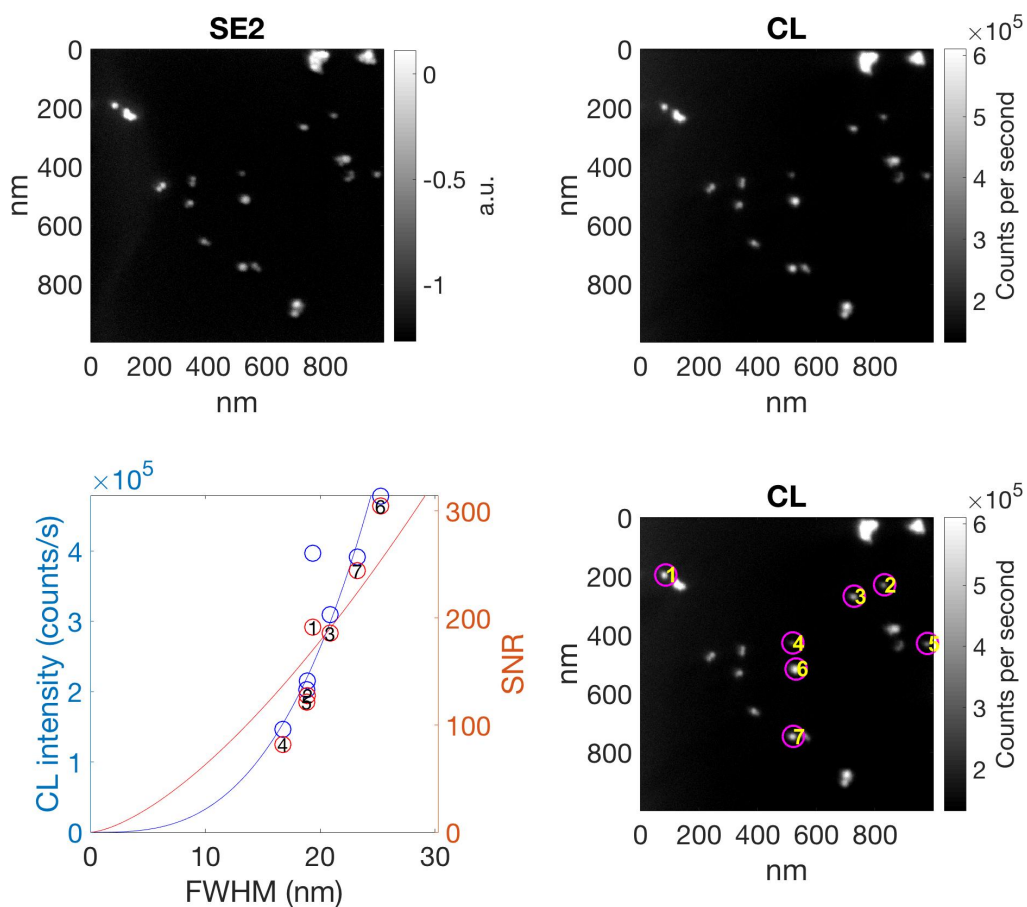 SE2
0
200
400
600
800
nm
0 200 400 600 800
nm
0
-0.5
-1
a.u.
CL
0
200
400
600
800
nm
0 200 400 600 800
nm
×10⁵
6
5
4
3
2
Counts per second
×10⁵
4
3
2
1
0
CL intensity (counts/s)
0 10 20 30
FWHM (nm)
300
200
100
0
SNR
6
7
1 3
5
4
CL
0
200
400
600
800
nm
0 200 400 600 800
nm
1
2
3
4
5
6
7
×10⁵
6
5
4
3
2
Counts per second